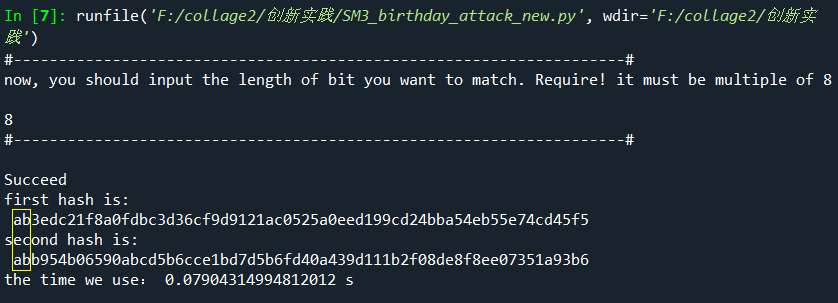 In [7]: runfile('F:/collage2/创新实践/SM3_birthday_attack_new.py', wdir='F:/collage2/创新实
践')
#---------------------------------------------------------------------#
now, you should input the length of bit you want to match. Require! it must be multiple of 8
8
#---------------------------------------------------------------------#
Succeed
first hash is:
ab3edc21f8a0fdbc3d36cf9d9121ac0525a0eed199cd24bba54eb55e74cd45f5
second hash is:
abb954b06590abcd5b6cce1bd7d5b6fd40a439d111b2f08de8f8ee07351a93b6
the time we use： 0.07904314994812012 s